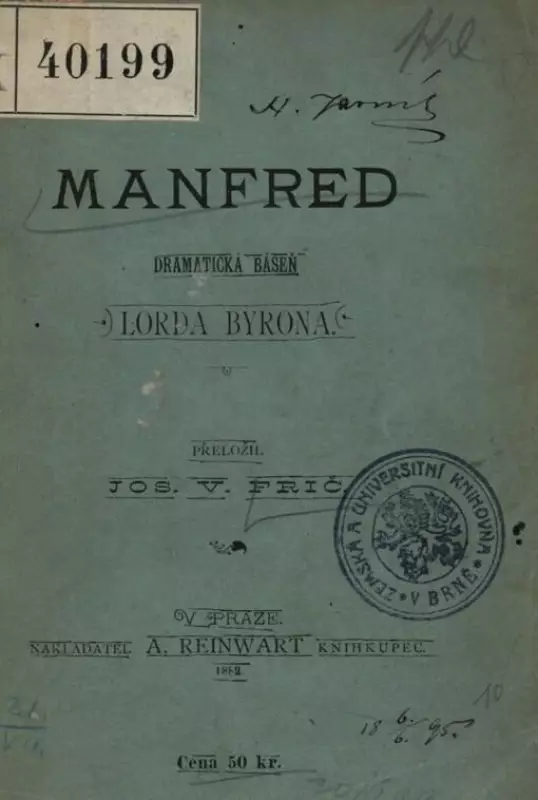 40199
MANFRED
DRAMATICKÁ BÁSEŇ
LORDA BYRONA.
PŘELOŽIL
JOS. V. FRIČ.
ZEMSKÁ A UNIVERSITNÍ KNIHOVNA
V BRNĚ
V PRAZE.
NAKLADATEL A. REINWART KNIHKUPEC.
1882.
10
18 6/6 95.
Cena 50 kr.